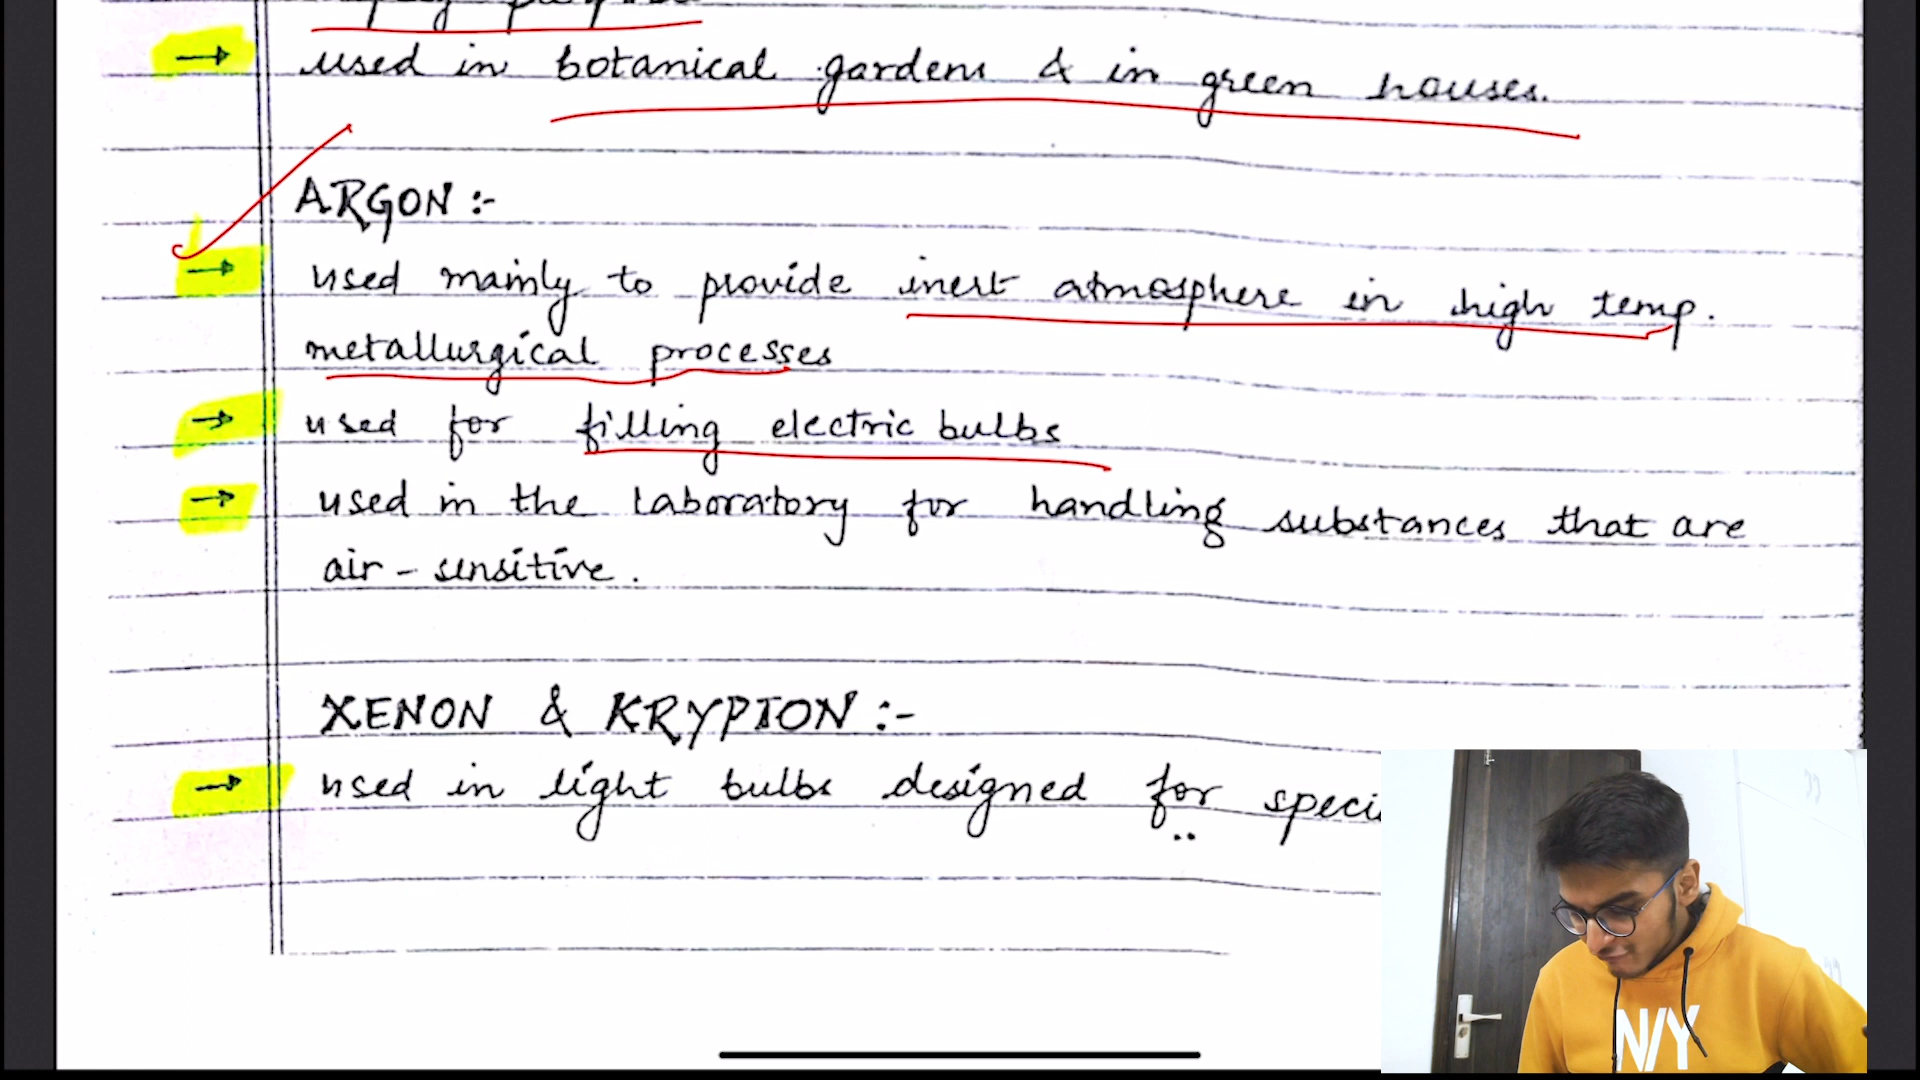 used in botanical gardens & in green houses.
ARGON :-
used mainly to provide inert atmosphere in high temp.
metallurgical processes
used for filling electric bulbs
used in the laboratory for handling substances that are
air-sensitive.
XENON & KRYPTON :-
→ used in light bulbs designed for
N/Y